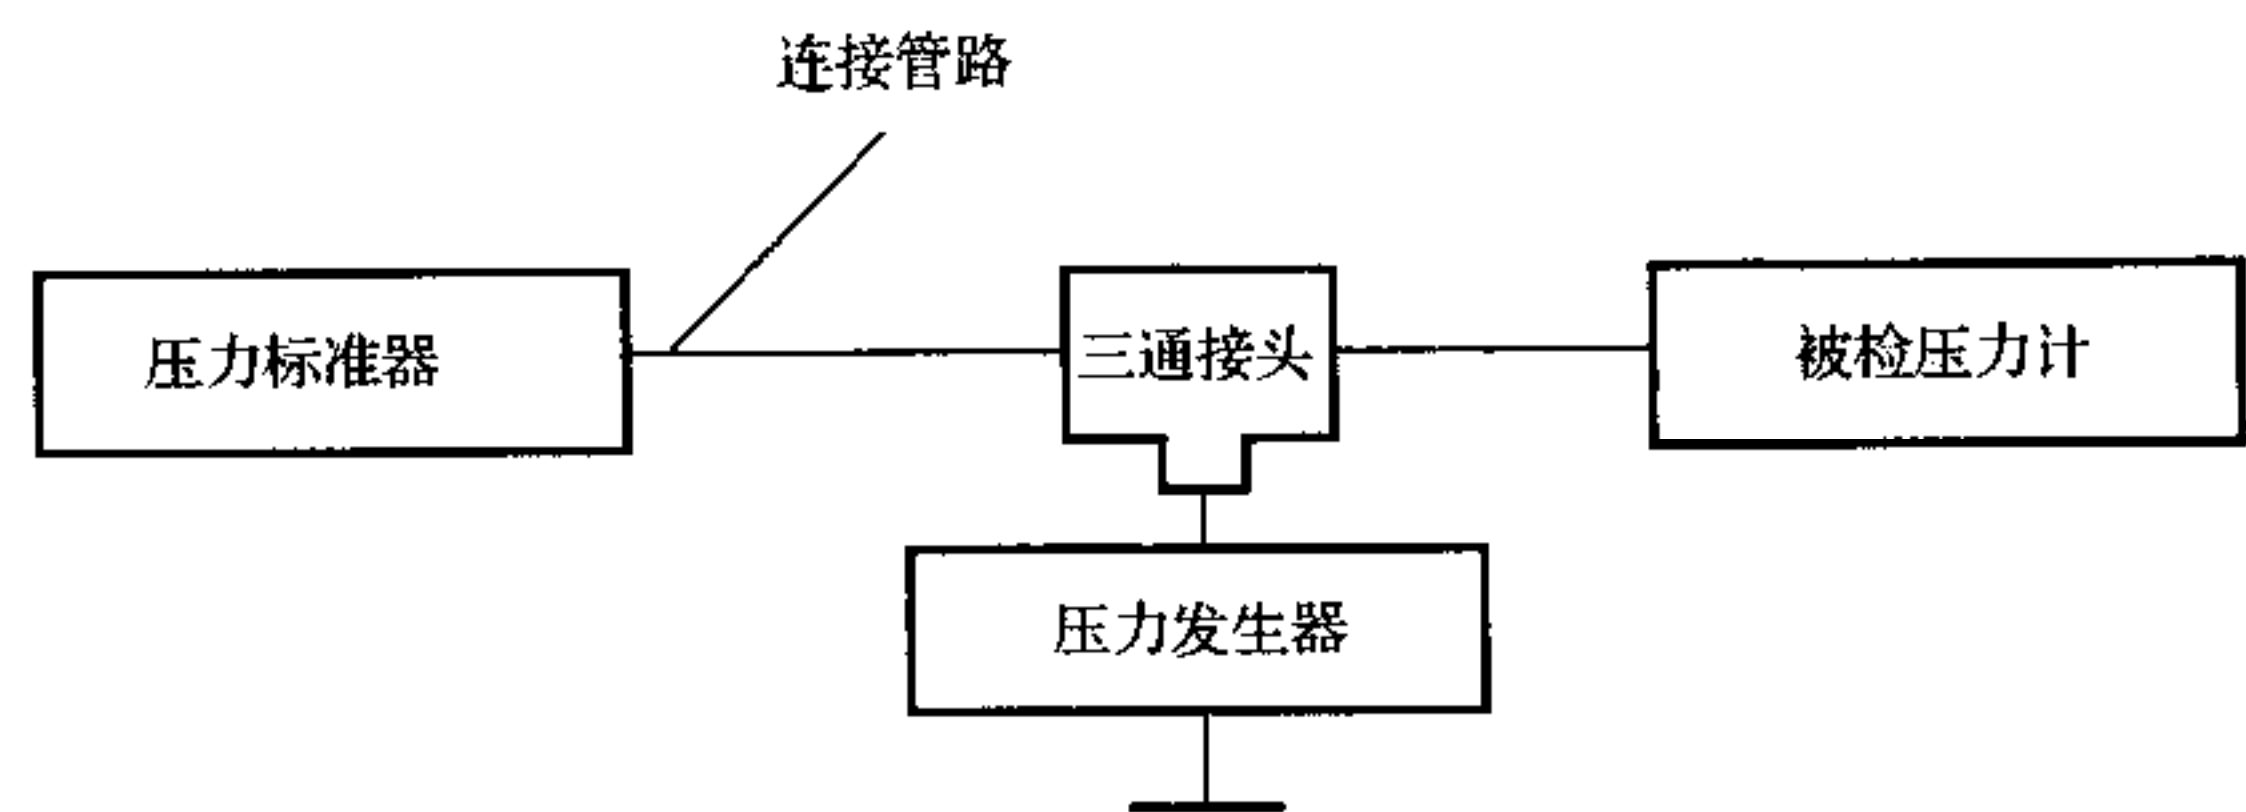 连接管路
压力标准器
三通接头
被检压力计
压力发生器